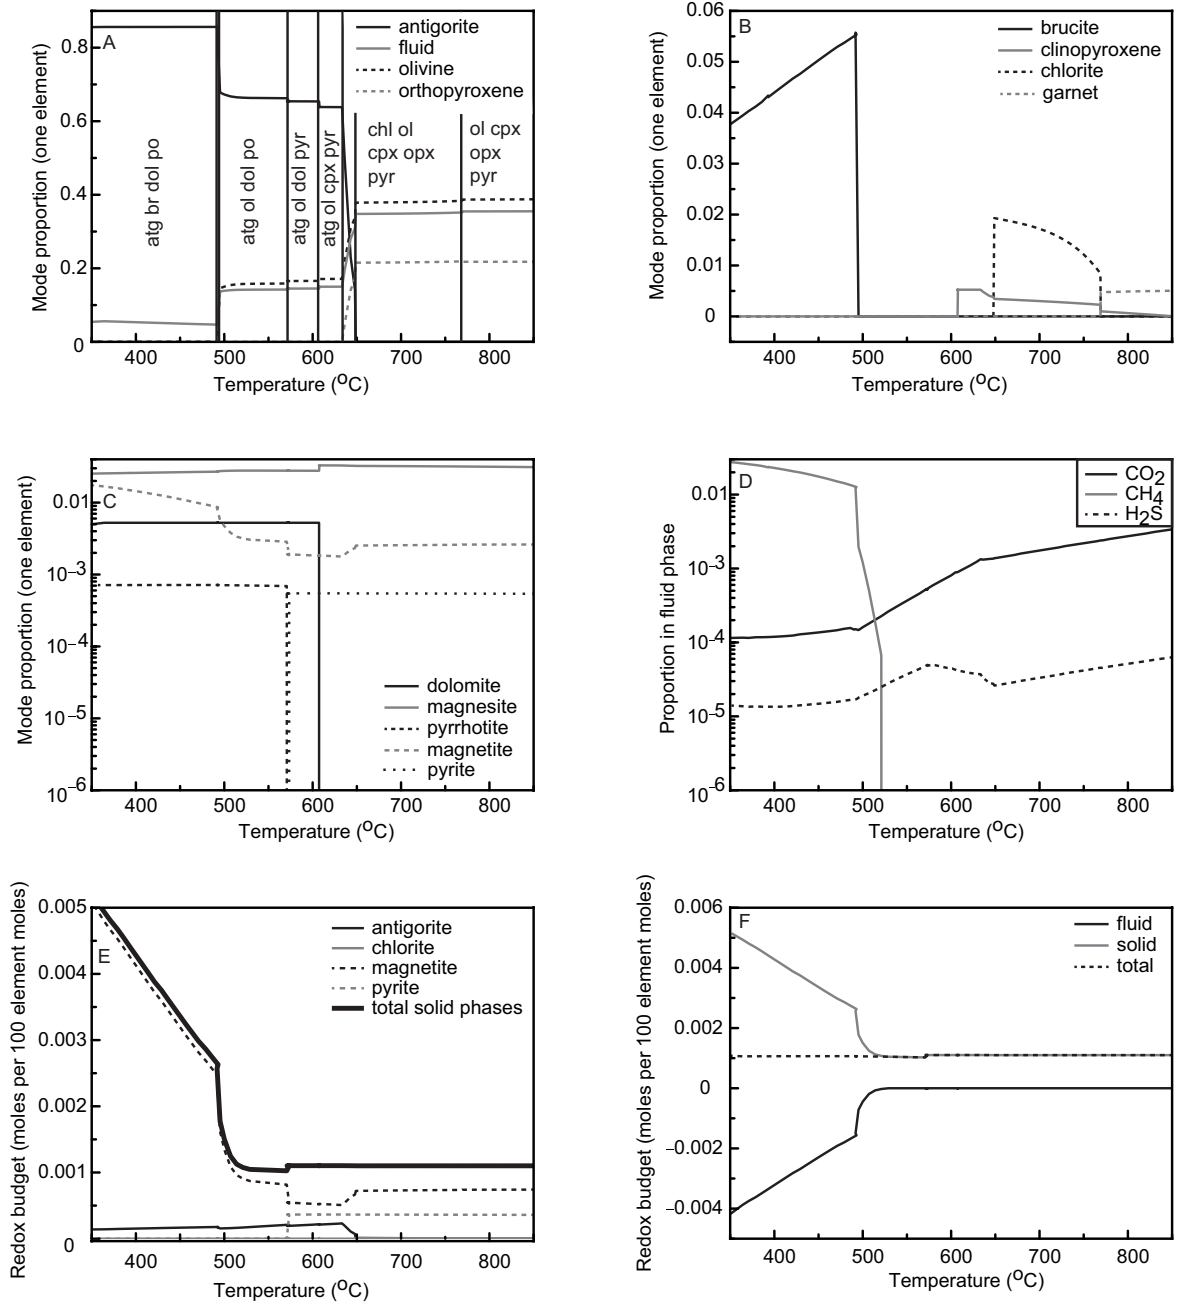 A
Mode proportion (one element)
0.8
0.6
0.4
0.2
0
antigorite
fluid
olivine
orthopyroxene
atg br dol po
atg ol dol po
atg ol dol pyr
atg ol cpx pyr
chl ol
cpx opx
pyr
ol cpx
opx
pyr
400 500 600 700 800
Temperature (ºC)
B
Mode proportion (one element)
0.06
0.05
0.04
0.03
0.02
0.01
0
brucite
clinopyroxene
chlorite
garnet
400 500 600 700 800
Temperature (ºC)
C
Mode proportion (one element)
0.01
10⁻³
10⁻⁴
10⁻⁵
10⁻⁶
dolomite
magnesite
pyrrhotite
magnetite
pyrite
400 500 600 700 800
Temperature (ºC)
D
Proportion in fluid phase
0.01
10⁻³
10⁻⁴
10⁻⁵
10⁻⁶
CO₂
CH₄
H₂S
400 500 600 700 800
Temperature (ºC)
E
Redox budget (moles per 100 element moles)
0.005
0.004
0.003
0.002
0.001
0
antigorite
chlorite
magnetite
pyrite
total solid phases
400 500 600 700 800
Temperature (ºC)
F
Redox budget (moles per 100 element moles)
0.006
0.004
0.002
0
−0.002
−0.004
fluid
solid
total
400 500 600 700 800
Temperature (ºC)